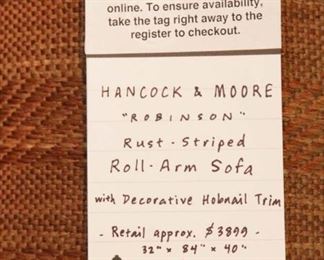 online. To ensure availability,
take the tag right away to the
register to checkout.
HANCOCK & MOORE
"ROBINSON"
Rust-Striped
Roll-Arm Sofa
with Decorative Hobnail Trim
- Retail approx. $3899 -
32" x 84" x 40"